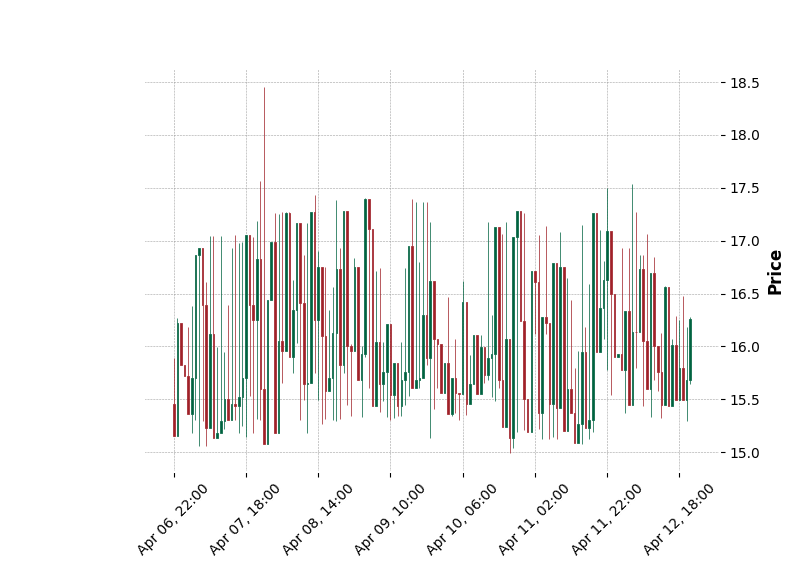 18.5
18.0
17.5
17.0
16.5
16.0
15.5
15.0
Price
Apr 06, 22:00
Apr 07, 18:00
Apr 08, 14:00
Apr 09, 10:00
Apr 10, 06:00
Apr 11, 02:00
Apr 11, 22:00
Apr 12, 18:00